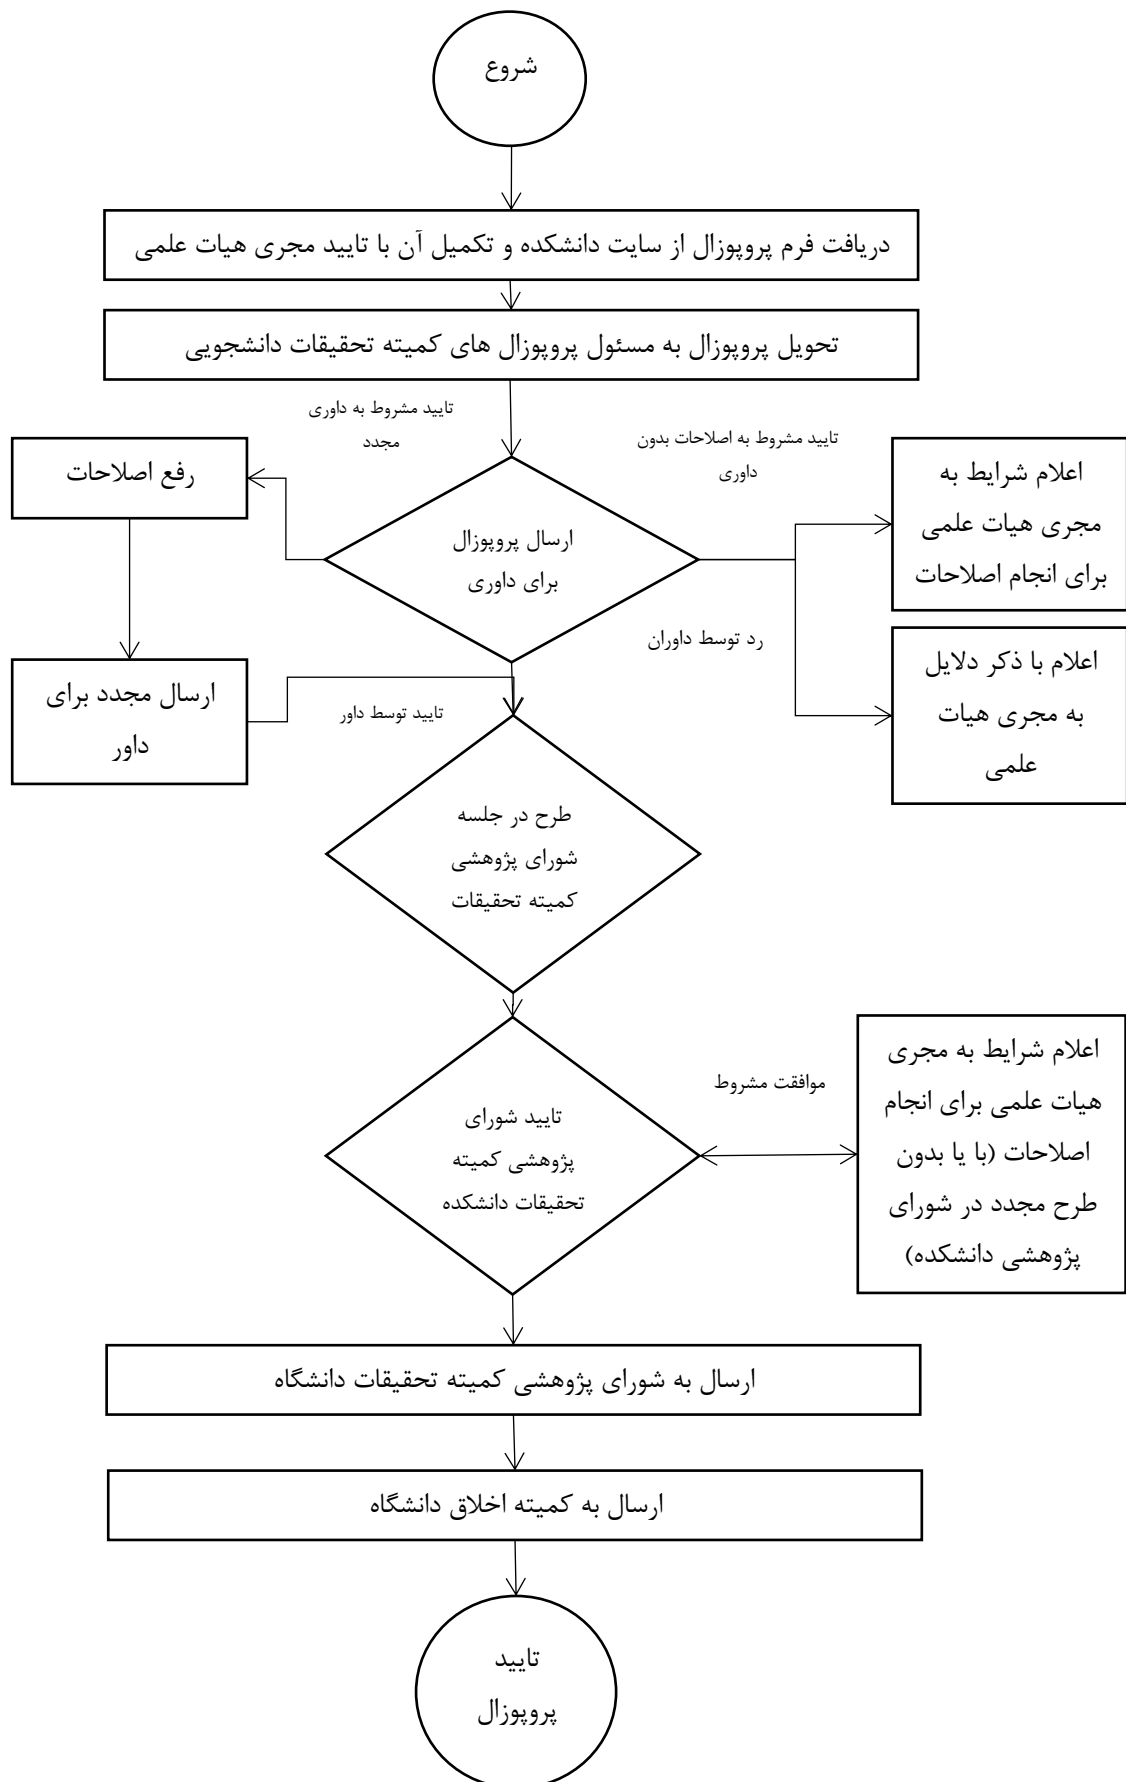 شروع
دریافت فرم پروپوزال از سایت دانشکده و تکمیل آن با تایید مجری هیات علمی
تحویل پروپوزال به مسئول پروپوزال های کمیته تحقیقات دانشجویی
تایید مشروط به اصلاحات بدون
داوری
تایید مشروط به داوری
مجدد
اعلام شرایط به
مجری هیات علمی
برای انجام اصلاحات
ارسال پروپوزال
برای داوری
رفع اصلاحات
رد توسط داوران
اعلام با ذکر دلایل
به مجری هیات
علمی
تایید توسط داور
ارسال مجدد برای
داور
طرح در جلسه
شورای پژوهشی
کمیته تحقیقات
موافقت مشروط
اعلام شرایط به مجری
هیات علمی برای انجام
اصلاحات (با یا بدون
طرح مجدد در شورای
پژوهشی دانشکده)
تایید شورای
پژوهشی کمیته
تحقیقات دانشکده
ارسال به شورای پژوهشی کمیته تحقیقات دانشگاه
ارسال به کمیته اخلاق دانشگاه
تایید
پروپوزال